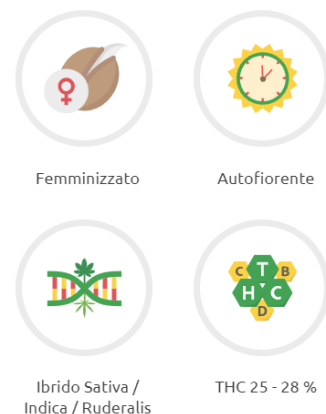 Femminizzato
Autofiorente
C T B
H C
D
Ibrido Sativa /
Indica / Ruderalis
THC 25 - 28 %